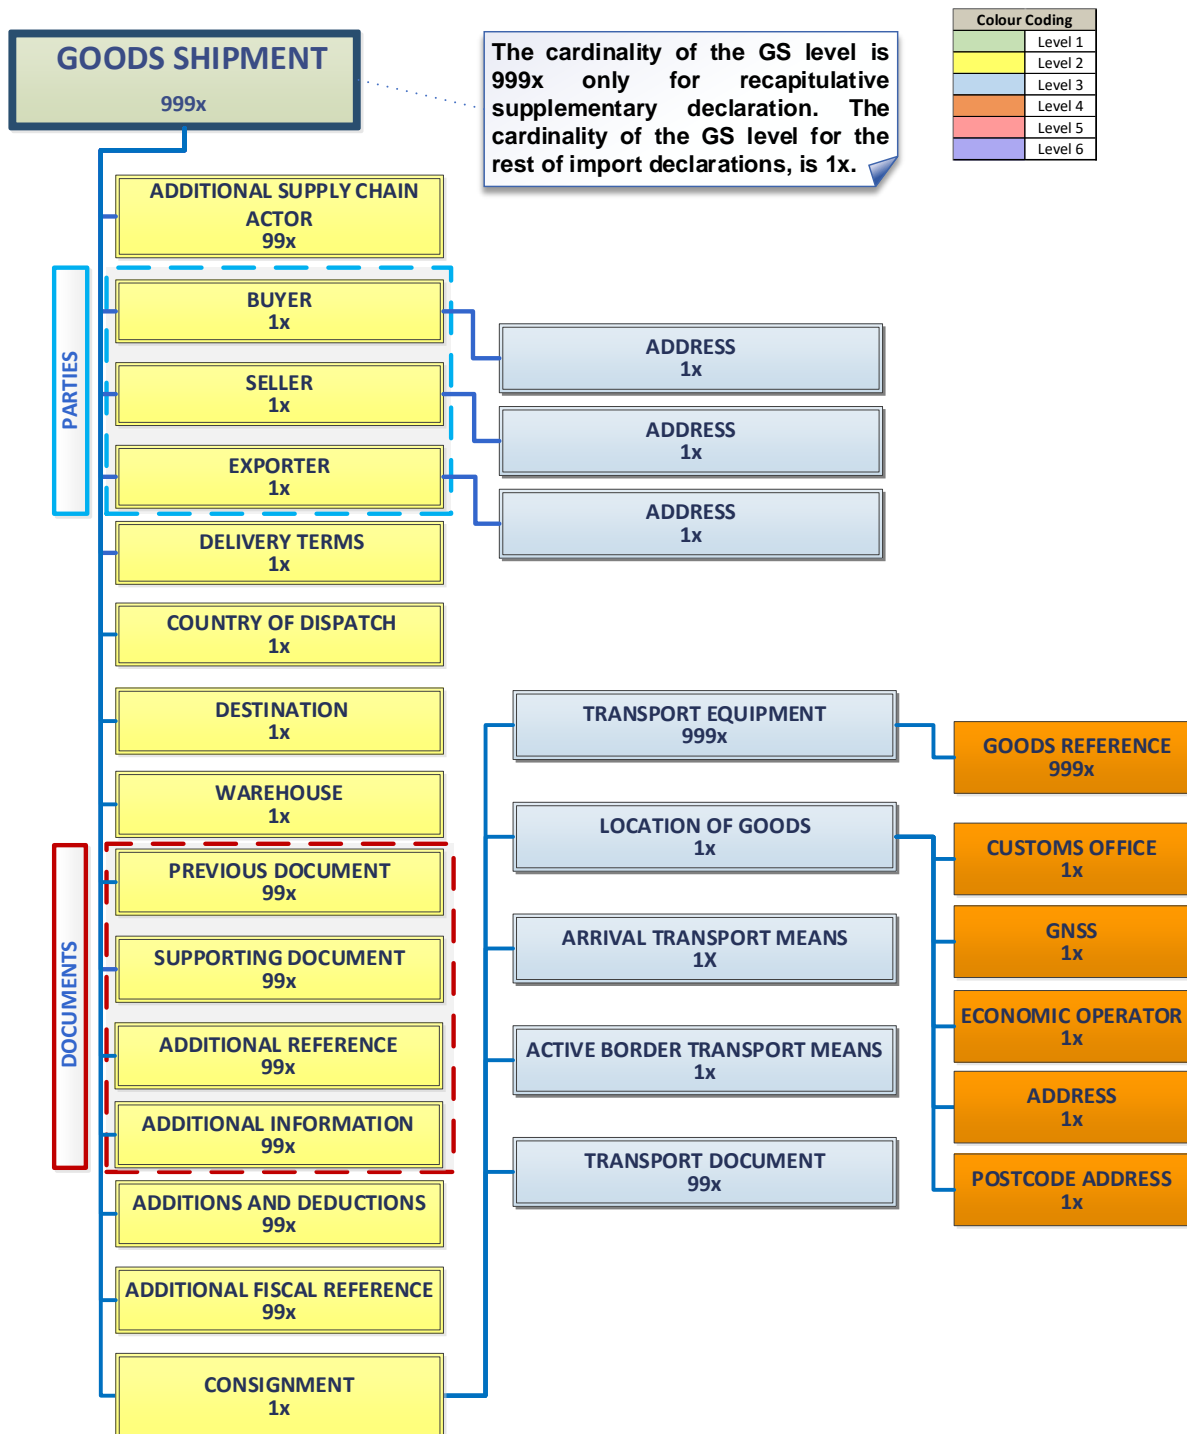 GOODS SHIPMENT
999x
The cardinality of the GS level is
999x only for recapitulative
supplementary declaration. The
cardinality of the GS level for the
rest of import declarations, is 1x.
Colour Coding
Level 1
Level 2
Level 3
Level 4
Level 5
Level 6
ADDITIONAL SUPPLY CHAIN
ACTOR
99x
PARTIES
BUYER
1x
ADDRESS
1x
SELLER
1x
ADDRESS
1x
EXPORTER
1x
ADDRESS
1x
DELIVERY TERMS
1x
COUNTRY OF DISPATCH
1x
DESTINATION
1x
WAREHOUSE
1x
DOCUMENTS
PREVIOUS DOCUMENT
99x
SUPPORTING DOCUMENT
99x
ADDITIONAL REFERENCE
99x
ADDITIONAL INFORMATION
99x
ADDITIONS AND DEDUCTIONS
99x
ADDITIONAL FISCAL REFERENCE
99x
CONSIGNMENT
1x
TRANSPORT EQUIPMENT
999x
LOCATION OF GOODS
1x
ARRIVAL TRANSPORT MEANS
1X
ACTIVE BORDER TRANSPORT MEANS
1x
TRANSPORT DOCUMENT
99x
GOODS REFERENCE
999x
CUSTOMS OFFICE
1x
GNSS
1x
ECONOMIC OPERATOR
1x
ADDRESS
1x
POSTCODE ADDRESS
1x